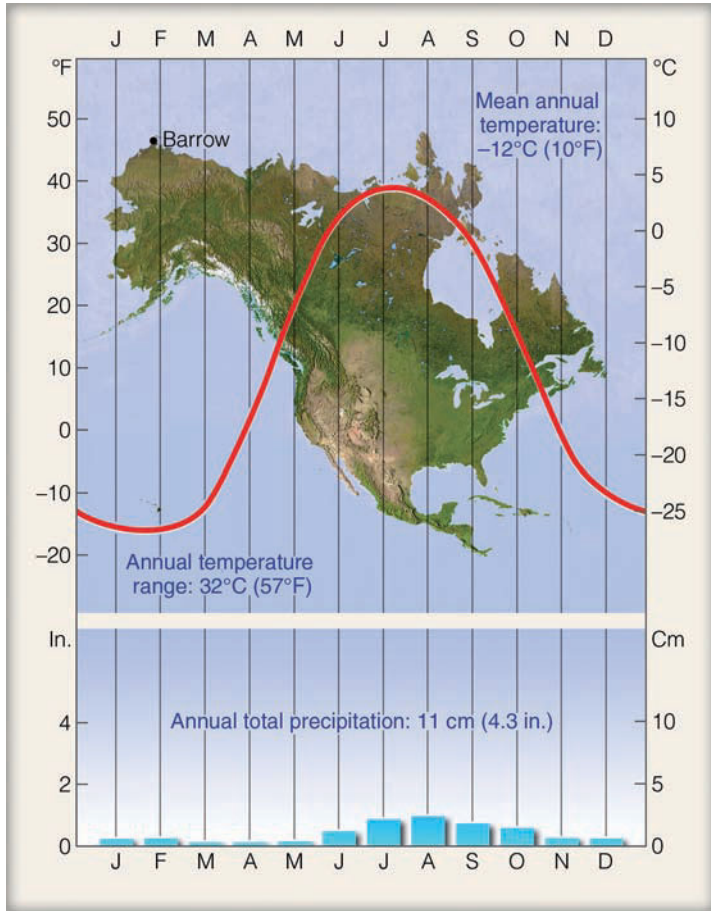 J F M A M J J A S O N D
°F °C
Mean annual
temperature:
–12°C (10°F)
50 10
Barrow
40 5
30 0
20 –5
10 –10
–15
0
–20
–10
–25
–20
Annual temperature
range: 32°C (57°F)
In. Cm
4 10
Annual total precipitation: 11 cm (4.3 in.)
2 5
0 0
J F M A M J J A S O N D